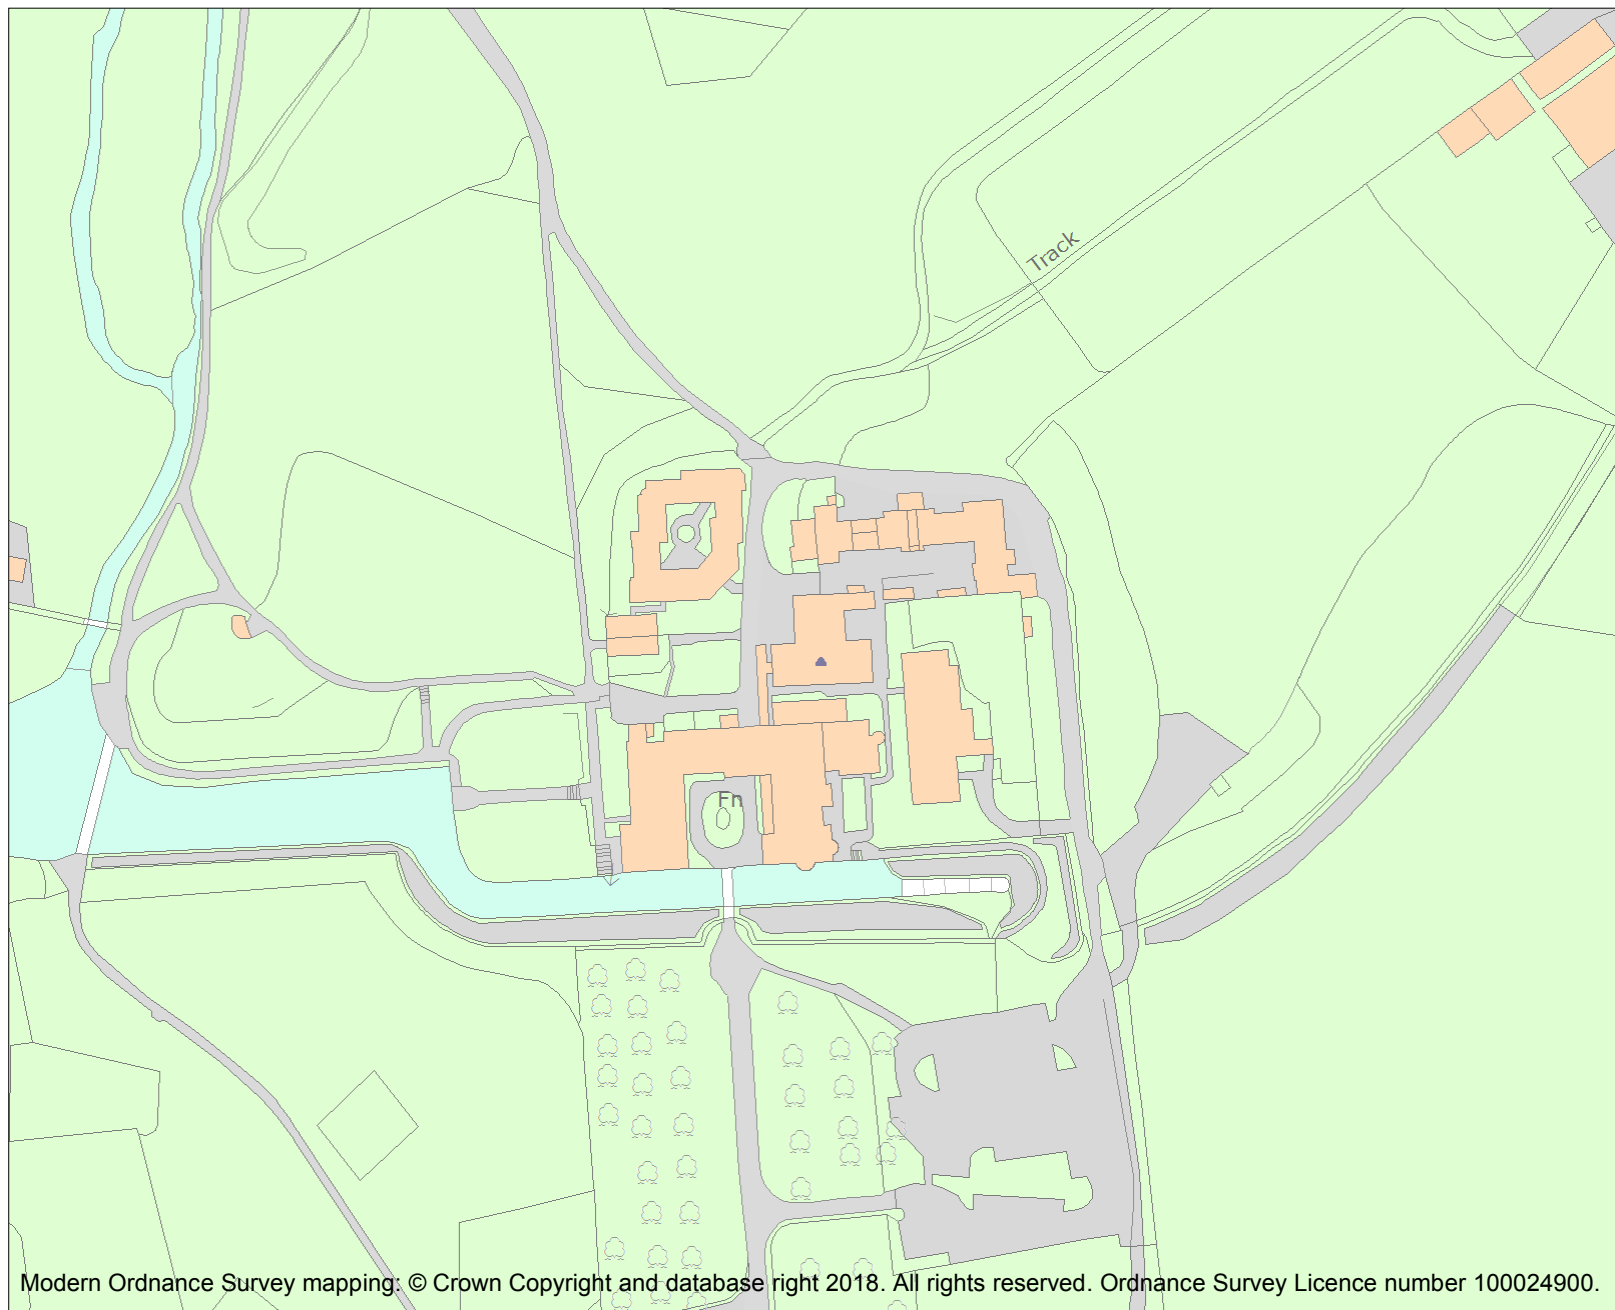 Track
Fn
Modern Ordnance Survey mapping: © Crown Copyright and database right 2018. All rights reserved. Ordnance Survey Licence number 100024900.